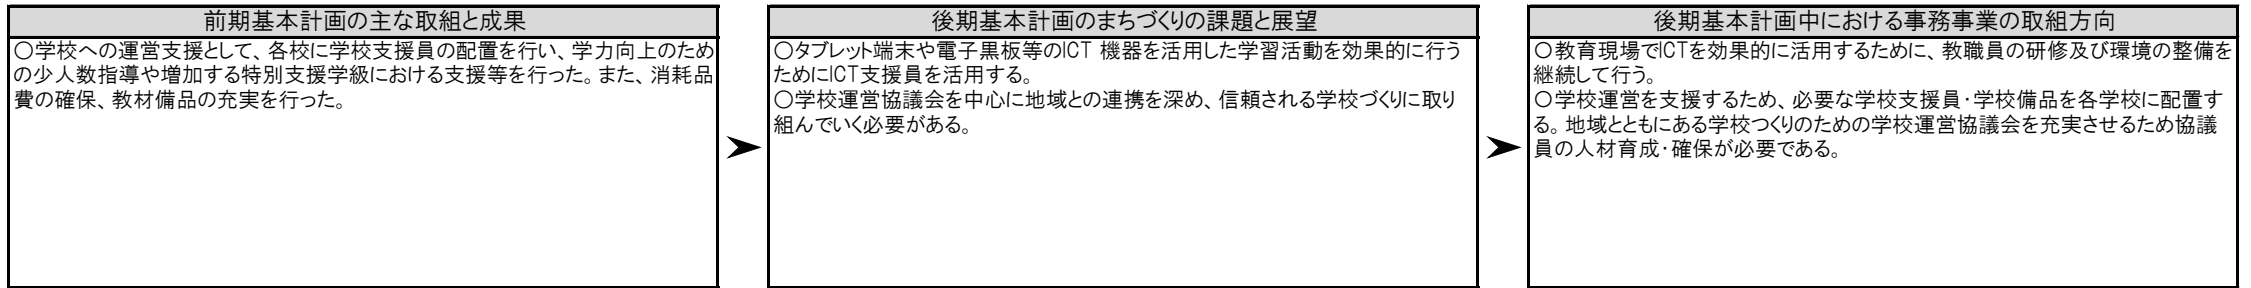 前期基本計画の主な取組と成果
○学校への運営支援として、各校に学校支援員の配置を行い、学力向上のため
の少人数指導や増加する特別支援学級における支援等を行った。また、消耗品
費の確保、教材備品の充実を行った。
後期基本計画のまちづくりの課題と展望
○タブレット端末や電子黒板等のICT 機器を活用した学習活動を効果的に行う
ためにICT支援員を活用する。
○学校運営協議会を中心に地域との連携を深め、信頼される学校づくりに取り
組んでいく必要がある。
後期基本計画中における事務事業の取組方向
○教育現場でICTを効果的に活用するために、教職員の研修及び環境の整備を
継続して行う。
○学校運営を支援するため、必要な学校支援員・学校備品を各学校に配置す
る。地域とともにある学校つくりのための学校運営協議会を充実させるため協議
員の人材育成・確保が必要である。